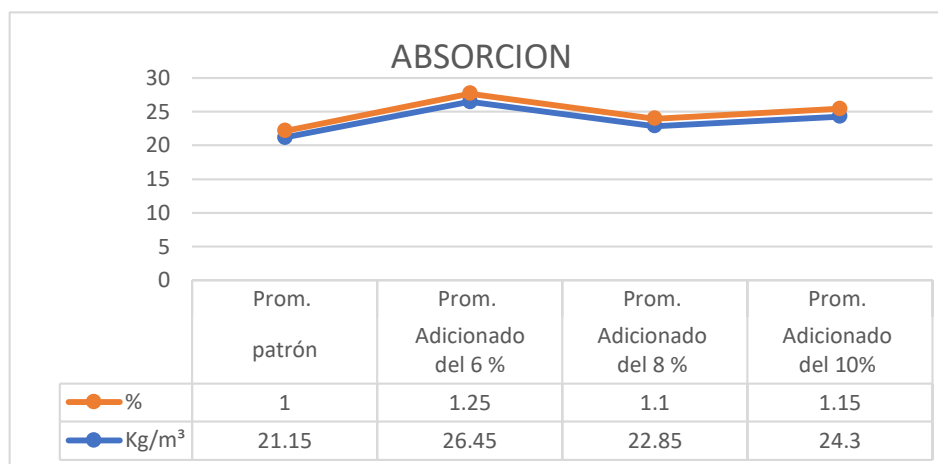 ABSORCION
30
25
20
15
10
5
0
Prom. Prom. Prom. Prom.
patrón Adicionado del 6 % Adicionado del 8 % Adicionado del 10%
% 1 1.25 1.1 1.15
Kg/m³ 21.15 26.45 22.85 24.3